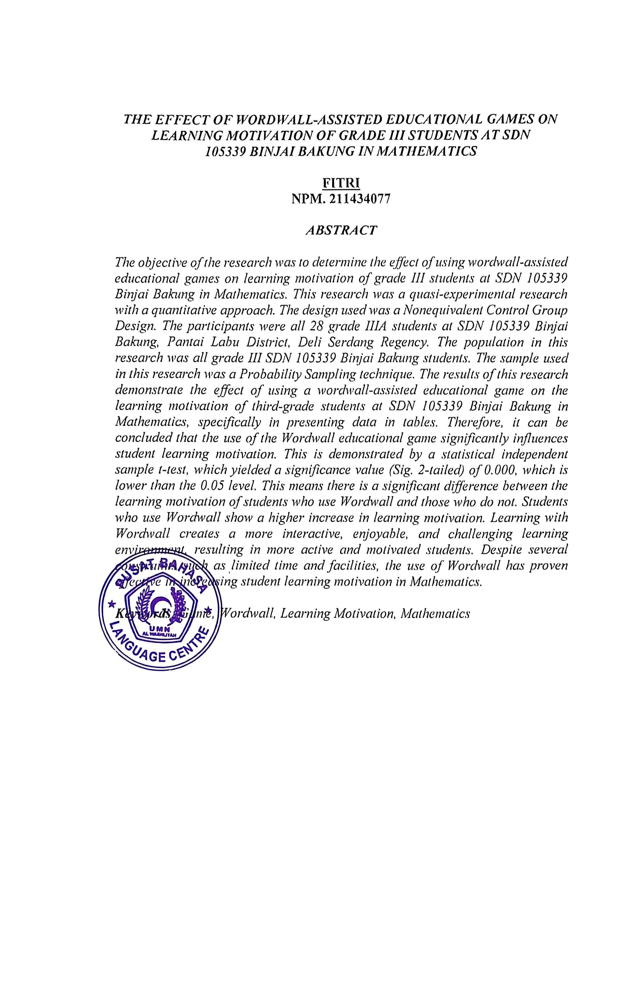 THE EFFECT OF WORDWALL-ASSISTED EDUCATIONAL GAMES ON
LEARNING MOTIVATION OF GRADE III STUDENTS AT SDN
105339 BINJAI BAKUNG IN MATHEMATICS
FITRI
NPM. 211434077
ABSTRACT
The objective of the research was to determine the effect of using wordwall-assisted
educational games on learning motivation of grade III students at SDN 105339
Binjai Bakung in Mathematics. This research was a quasi-experimental research
with a quantitative approach. The design used was a Nonequivalent Control Group
Design. The participants were all 28 grade IIIA students at SDN 105339 Binjai
Bakung, Pantai Labu District, Deli Serdang Regency. The population in this
research was all grade III SDN 105339 Binjai Bakung students. The sample used
in this research was a Probability Sampling technique. The results of this research
demonstrate the effect of using a wordwall-assisted educational game on the
learning motivation of third-grade students at SDN 105339 Binjai Bakung in
Mathematics, specifically in presenting data in tables. Therefore, it can be
concluded that the use of the Wordwall educational game significantly influences
student learning motivation. This is demonstrated by a statistical independent
sample t-test, which yielded a significance value (Sig. 2-tailed) of 0.000, which is
lower than the 0.05 level. This means there is a significant difference between the
learning motivation of students who use Wordwall and those who do not. Students
who use Wordwall show a higher increase in learning motivation. Learning with
Wordwall creates a more interactive, enjoyable, and challenging learning
environment, resulting in more active and motivated students. Despite several
such as limited time and facilities, the use of Wordwall has proven
effective in increasing student learning motivation in Mathematics.
Keywords Game, Wordwall, Learning Motivation, Mathematics
PUSAT BAHASA
UMN
AL WASHLIYAH
LANGUAGE CENTRE